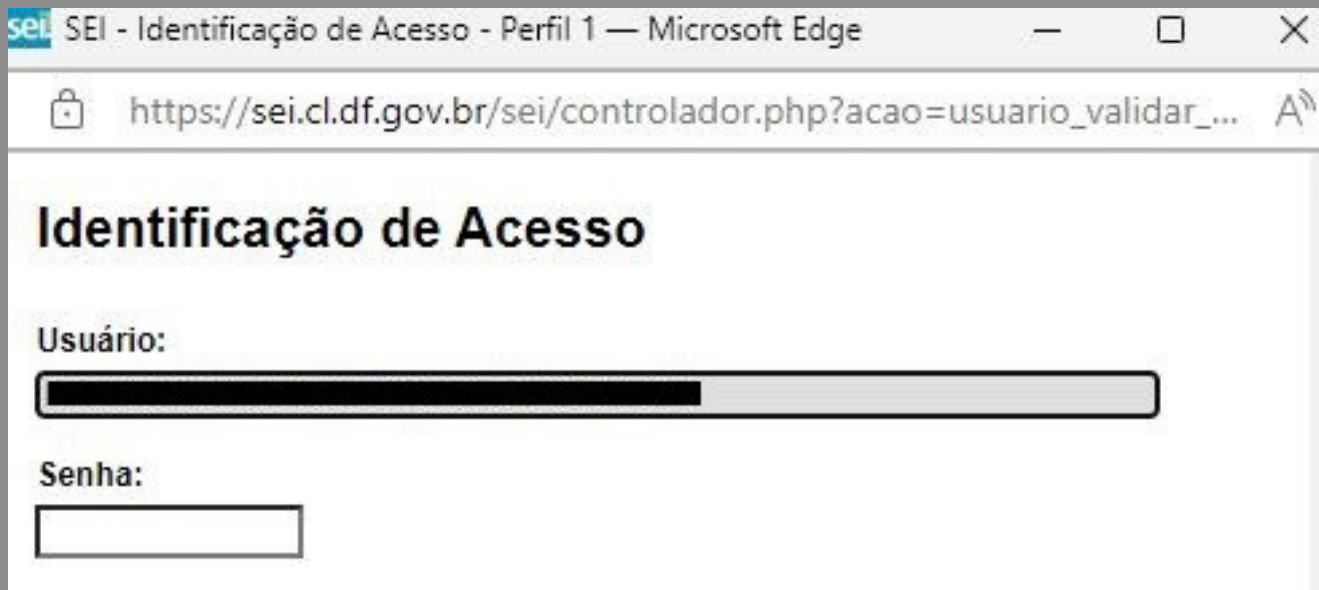 sei. SEI - Identificação de Acesso - Perfil 1 — Microsoft Edge
https://sei.cl.df.gov.br/sei/controlador.php?acao=usuario_validar_... A
Identificação de Acesso
Usuário:
Senha: